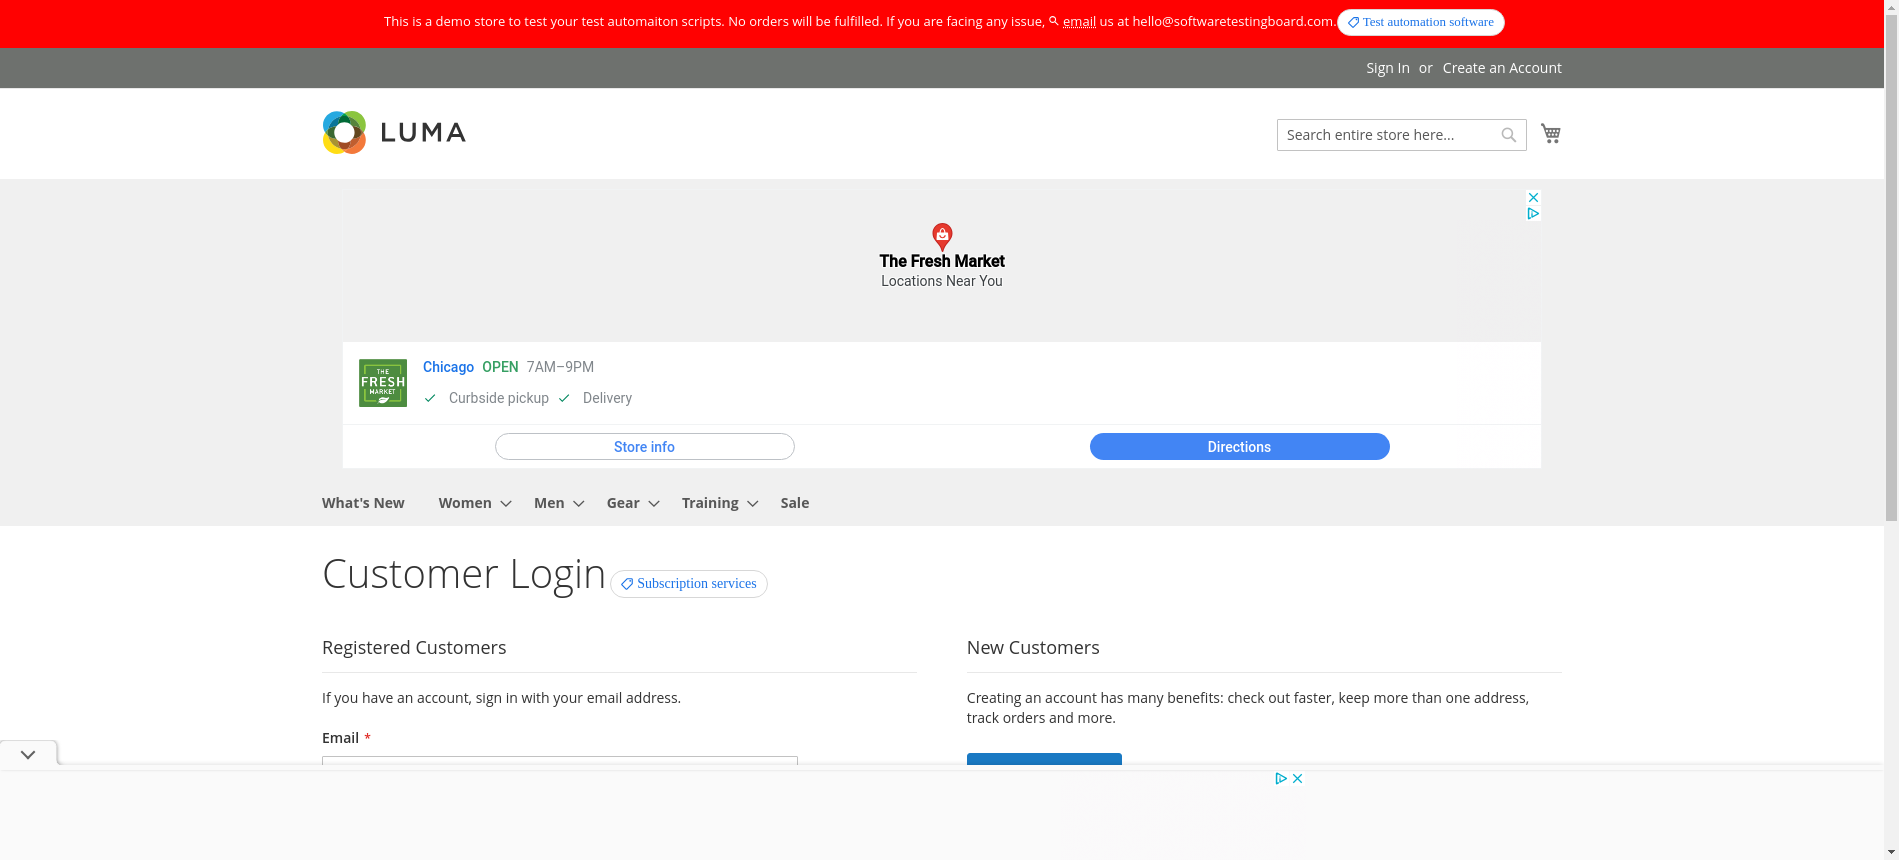 This is a demo store to test your test automaiton scripts. No orders will be fulfilled. If you are facing any issue, email us at hello@softwaretestingboard.com. Test automation software
Sign In or Create an Account
LUMA
Search entire store here...
The Fresh Market
Locations Near You
THE
FRESH
MARKET
Chicago OPEN 7AM–9PM
Curbside pickup Delivery
Store info Directions
What's New Women Men Gear Training Sale
Customer Login Subscription services
Registered Customers
New Customers
If you have an account, sign in with your email address.
Creating an account has many benefits: check out faster, keep more than one address,
track orders and more.
Email *